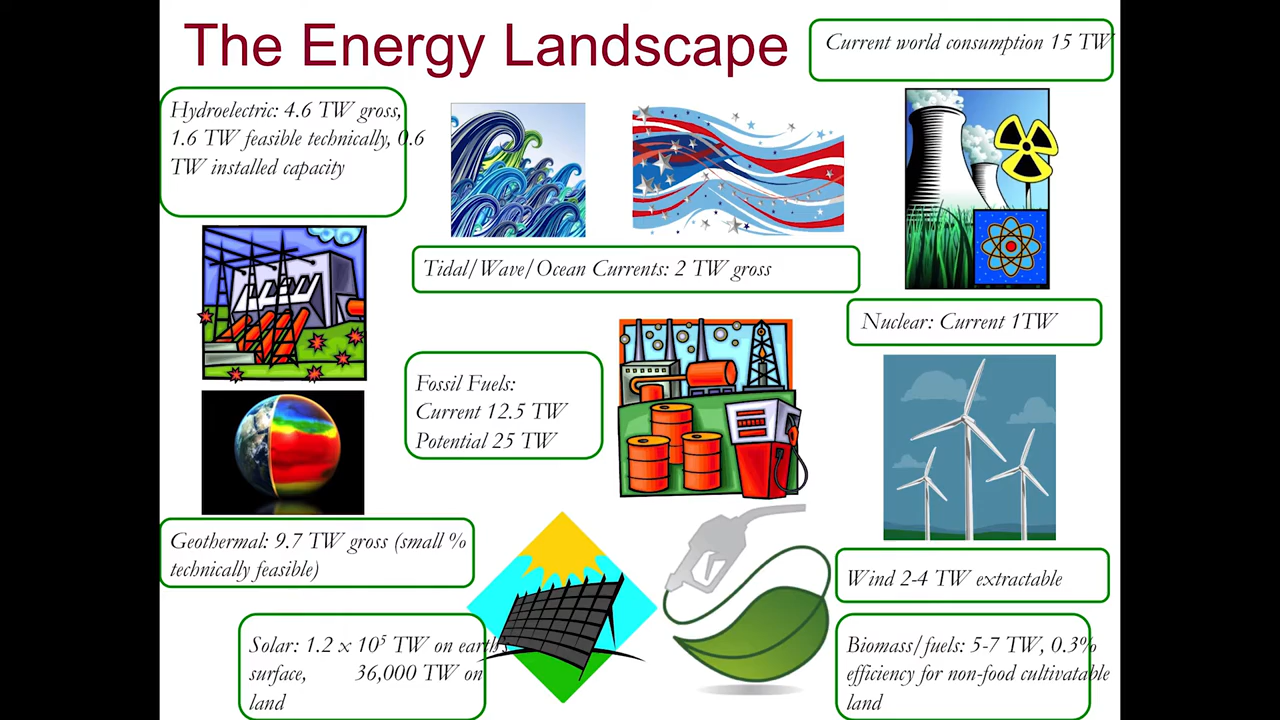 The Energy Landscape
Current world consumption 15 TW
Hydroelectric: 4.6 TW gross,
1.6 TW feasible technically, 0.6
TW installed capacity
Tidal/Wave/Ocean Currents: 2 TW gross
Nuclear: Current 1TW
Fossil Fuels:
Current 12.5 TW
Potential 25 TW
Geothermal: 9.7 TW gross (small %
technically feasible)
Wind 2-4 TW extractable
Solar: 1.2 x 10⁵ TW on earth's
surface, 36,000 TW on
land
Biomass/fuels: 5-7 TW, 0.3%
efficiency for non-food cultivatable
land